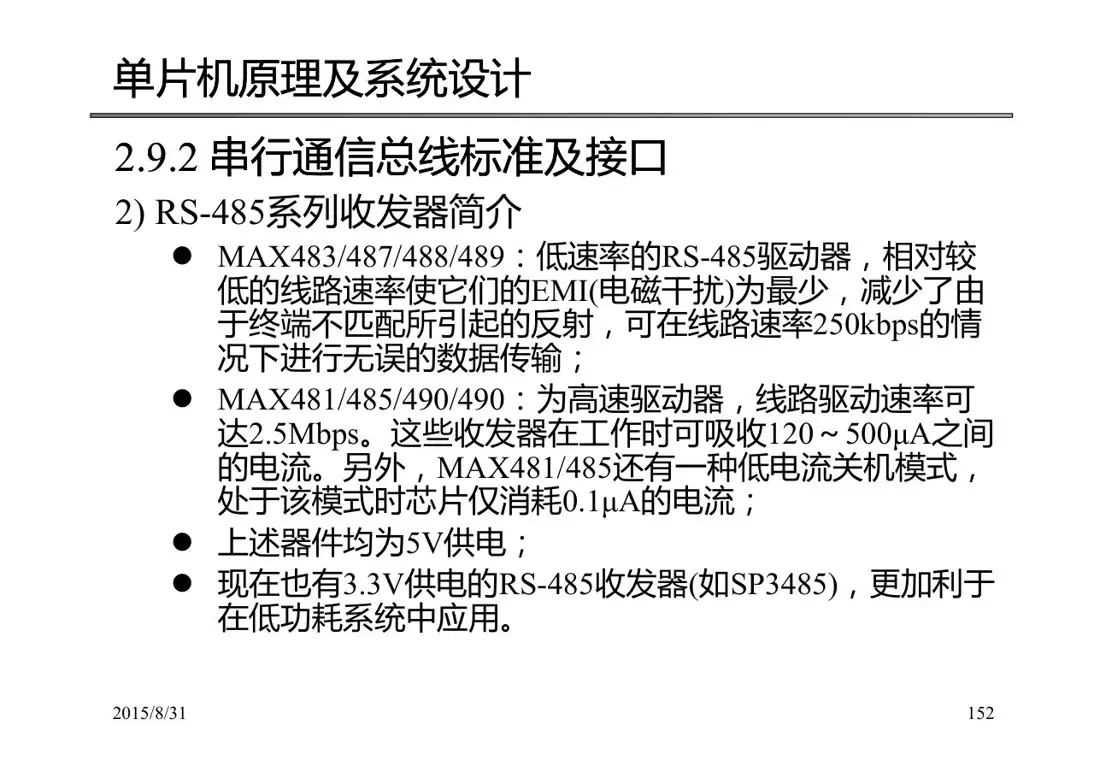 单片机原理及系统设计
2.9.2 串行通信总线标准及接口
2) RS-485系列收发器简介
● MAX483/487/488/489：低速率的RS-485驱动器，相对较
低的线路速率使它们的EMI(电磁干扰)为最少，减少了由
于终端不匹配所引起的反射，可在线路速率250kbps的情
况下进行无误的数据传输；
● MAX481/485/490/490：为高速驱动器，线路驱动速率可
达2.5Mbps。这些收发器在工作时可吸收120～500μA之间
的电流。另外，MAX481/485还有一种低电流关机模式，
处于该模式时芯片仅消耗0.1μA的电流；
● 上述器件均为5V供电；
● 现在也有3.3V供电的RS-485收发器(如SP3485)，更加利于
在低功耗系统中应用。
2015/8/31
152